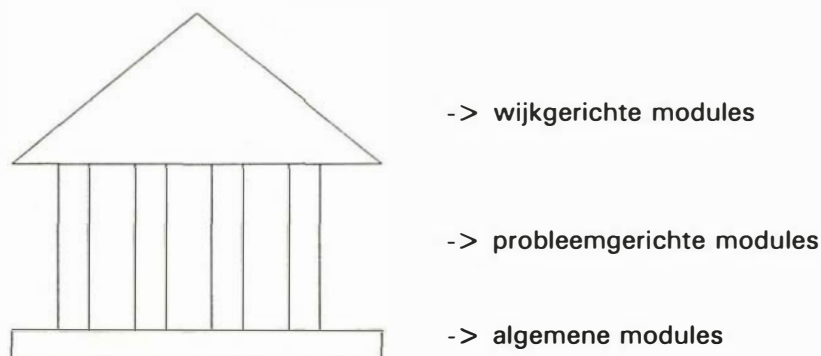 -> wijkgerichte modules
-> probleemgerichte modules
-> algemene modules